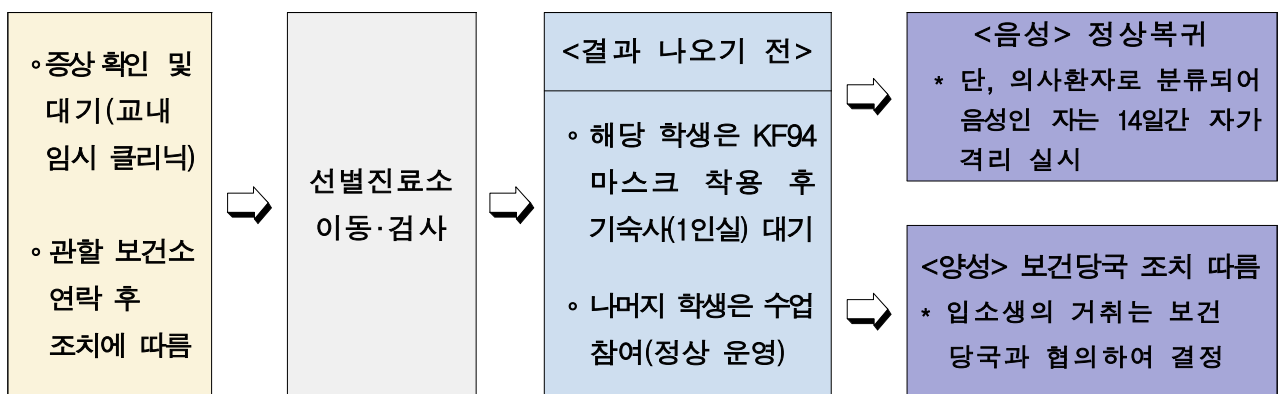 ∘증상 확인 및
대기(교내
임시 클리닉)
∘관할 보건소
연락 후
조치에 따름
선별진료소
이동·검사
<결과 나오기 전>
∘ 해당 학생은 KF94
마스크 착용 후
기숙사(1인실) 대기
∘ 나머지 학생은 수업
참여(정상 운영)
<음성> 정상복귀
* 단, 의사환자로 분류되어
음성인 자는 14일간 자가
격리 실시
<양성> 보건당국 조치 따름
* 입소생의 거취는 보건
당국과 협의하여 결정